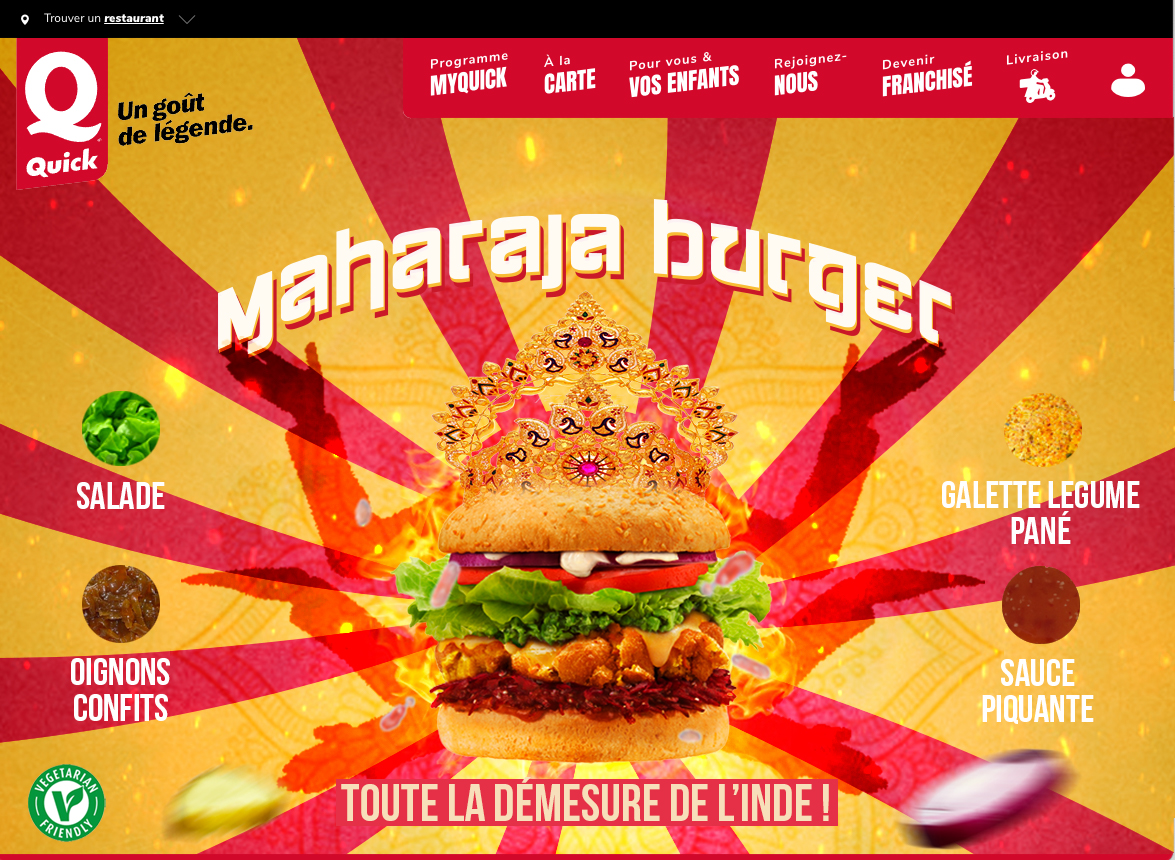 Trouver un restaurant
Programme
MYQUICK
À la
CARTE
Pour vous &
VOS ENFANTS
Rejoignez-
NOUS
Devenir
FRANCHISÉ
Livraison
Quick
Un goût
de légende.
Maharaja burger
SALADE
GALETTE LEGUME
PANÉ
OIGNONS
CONFITS
SAUCE
PIQUANTE
VEGETARIAN
FRIENDLY
TOUTE LA DÉMESURE DE L'INDE !